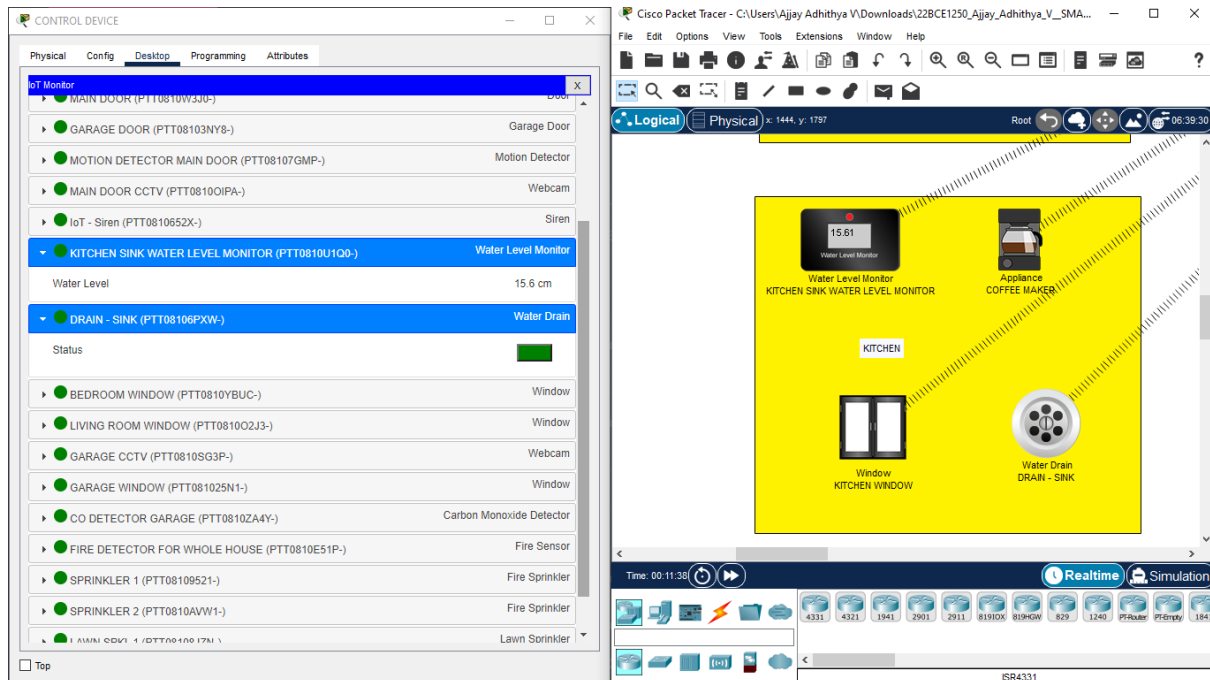 CONTROL DEVICE
Physical Config Desktop Programming Attributes
IoT Monitor X
MAIN DOOR (PTT0810W3J0-) Door
GARAGE DOOR (PTT08103NY8-) Garage Door
MOTION DETECTOR MAIN DOOR (PTT08107GMP-) Motion Detector
MAIN DOOR CCTV (PTT0810OIPA-) Webcam
IoT - Siren (PTT0810652X-) Siren
KITCHEN SINK WATER LEVEL MONITOR (PTT0810U1Q0-) Water Level Monitor
Water Level 15.6 cm
DRAIN - SINK (PTT08106PXW-) Water Drain
Status
BEDROOM WINDOW (PTT0810YBUC-) Window
LIVING ROOM WINDOW (PTT0810O2J3-) Window
GARAGE CCTV (PTT0810SG3P-) Webcam
GARAGE WINDOW (PTT081025N1-) Window
CO DETECTOR GARAGE (PTT0810ZA4Y-) Carbon Monoxide Detector
FIRE DETECTOR FOR WHOLE HOUSE (PTT0810E51P-) Fire Sensor
SPRINKLER 1 (PTT08109521-) Fire Sprinkler
SPRINKLER 2 (PTT0810AVW1-) Fire Sprinkler
LAWN SPKL 1 Lawn Sprinkler
Top
Cisco Packet Tracer - C:\Users\Ajjay Adhithya V\Downloads\22BCE1250_Ajjay_Adhithya_V__SMA...
File Edit Options View Tools Extensions Window Help
Logical Physical x: 1444, y: 1797 Root 06:39:30
15.61
Water Level Monitor
Water Level Monitor
KITCHEN SINK WATER LEVEL MONITOR
Appliance
COFFEE MAKER
KITCHEN
Window
KITCHEN WINDOW
Water Drain
DRAIN - SINK
Time: 00:11:38 Realtime Simulation
4331 4321 1941 2901 2911 819IOX 819HGW 829 1240 PT-Router PT-Empty 184
ISR4331